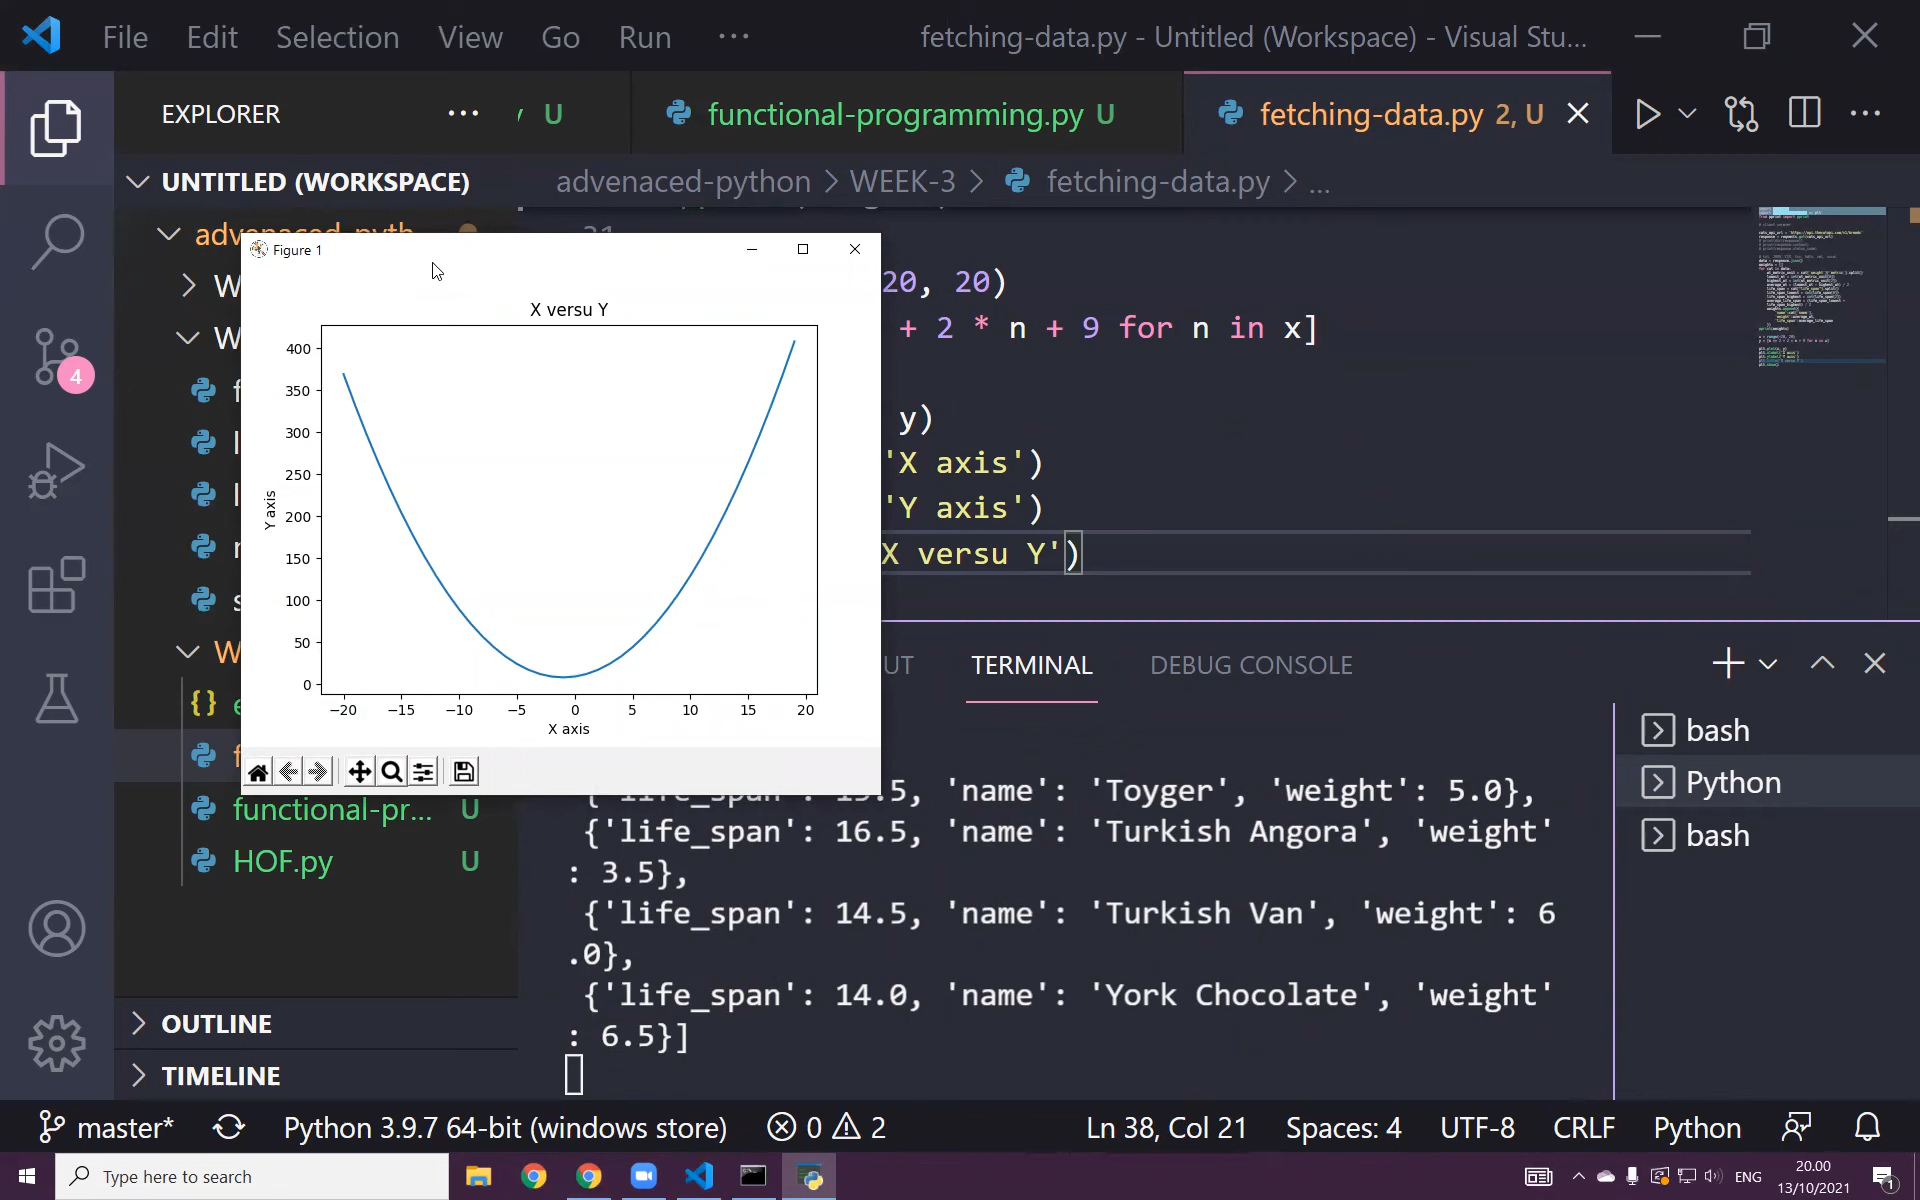 File Edit Selection View Go Run ... fetching-data.py - Untitled (Workspace) - Visual Stu...
EXPLORER ... U functional-programming.py U fetching-data.py 2, U
UNTITLED (WORKSPACE)
advenaced-python > WEEK-3 > fetching-data.py > ...
31
20, 20)
+ 2 * n + 9 for n in x]
y)
'X axis')
'Y axis')
X versu Y')
Figure 1
X versu Y
400
350
300
250
200
150
100
50
0
Y axis
−20 −15 −10 −5 0 5 10 15 20
X axis
4
functional-pr... U
HOF.py U
OUTLINE
TIMELINE
UT TERMINAL DEBUG CONSOLE
'name': 'Toyger', 'weight': 5.0},
{'life_span': 16.5, 'name': 'Turkish Angora', 'weight'
: 3.5},
{'life_span': 14.5, 'name': 'Turkish Van', 'weight': 6
.0},
{'life_span': 14.0, 'name': 'York Chocolate', 'weight'
: 6.5}]
bash
Python
bash
master* Python 3.9.7 64-bit (windows store) 0 2 Ln 38, Col 21 Spaces: 4 UTF-8 CRLF Python
Type here to search
ENG
20.00
13/10/2021
1